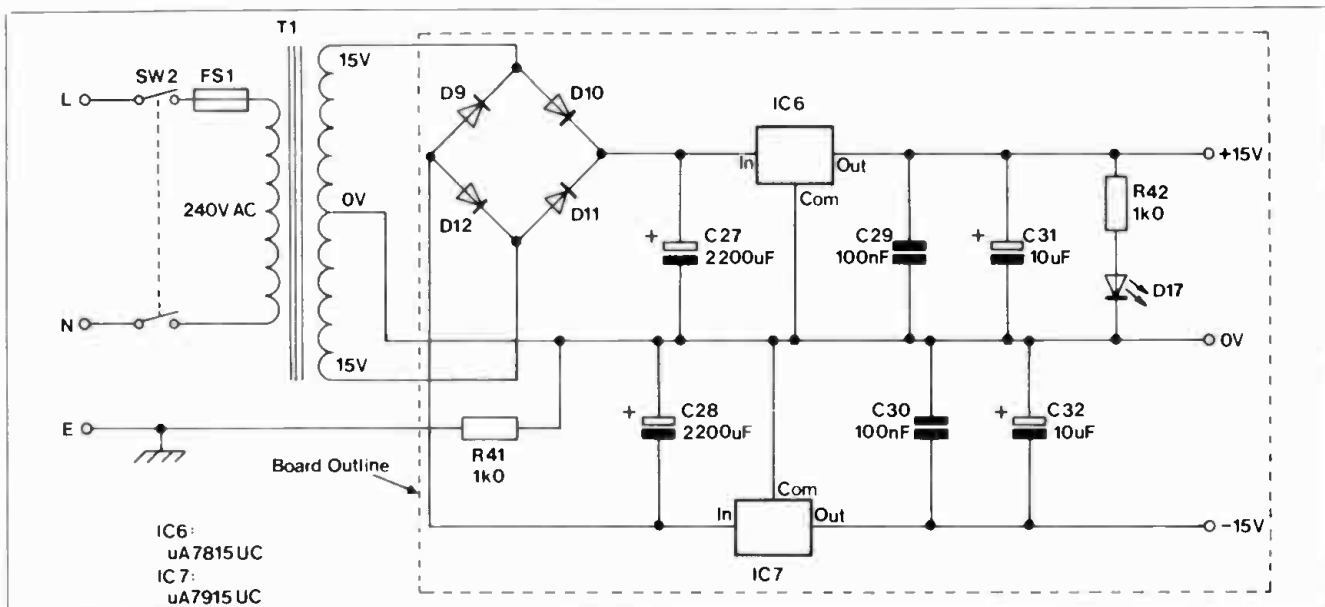 T1
15V
SW2
FS1
L
D9
D10
IC6
In
Out
+15V
Com
R42
1k0
240V AC
0V
D12
D11
+
C27
2200uF
C29
100nF
+
C31
10uF
D17
N
0V
15V
+
C28
2200uF
C30
100nF
+
C32
10uF
E
R41
1k0
Board Outline
Com
In
Out
-15V
IC7
IC6:
uA7815UC
IC7:
uA7915UC